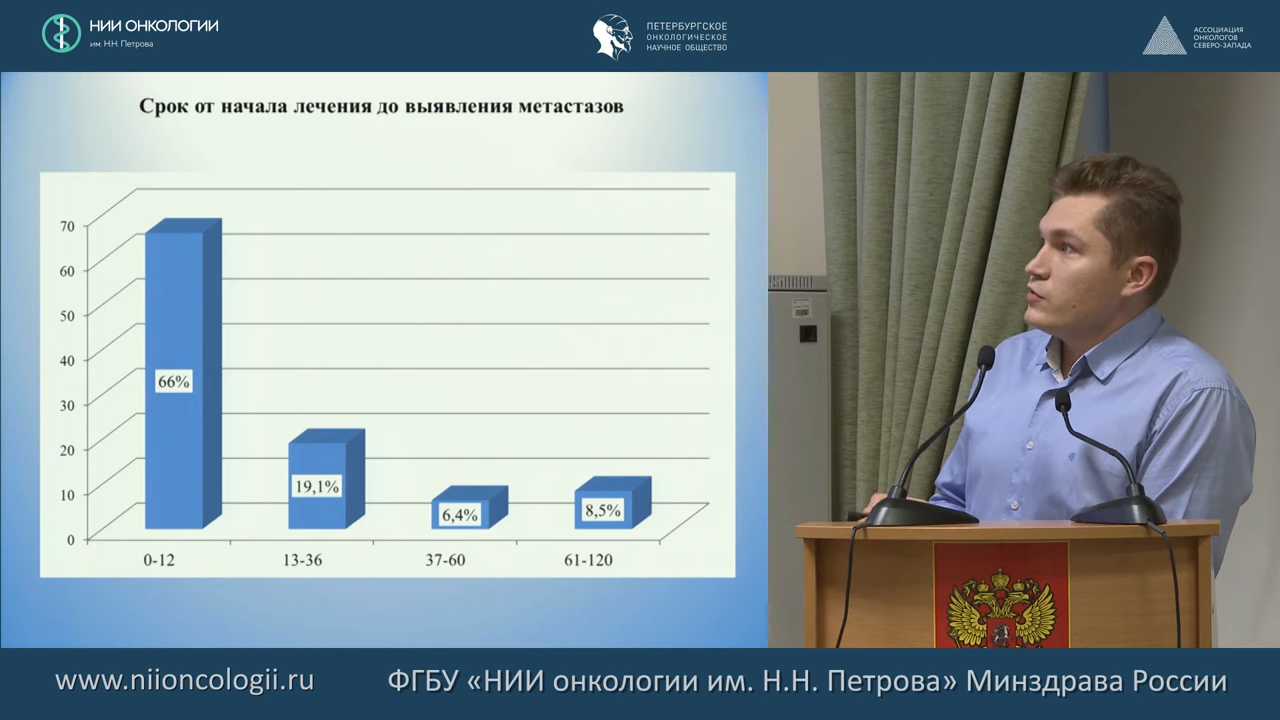 НИИ ОНКОЛОГИИ
им. Н.Н. Петрова
ПЕТЕРБУРГСКОЕ
ОНКОЛОГИЧЕСКОЕ
НАУЧНОЕ ОБЩЕСТВО
АССОЦИАЦИЯ
ОНКОЛОГОВ
СЕВЕРО-ЗАПАДА
Срок от начала лечения до выявления метастазов
70
60
50
40
30
20
10
0
66%
19,1%
6,4%
8,5%
0-12
13-36
37-60
61-120
www.niioncologii.ru
ФГБУ «НИИ онкологии им. Н.Н. Петрова» Минздрава России